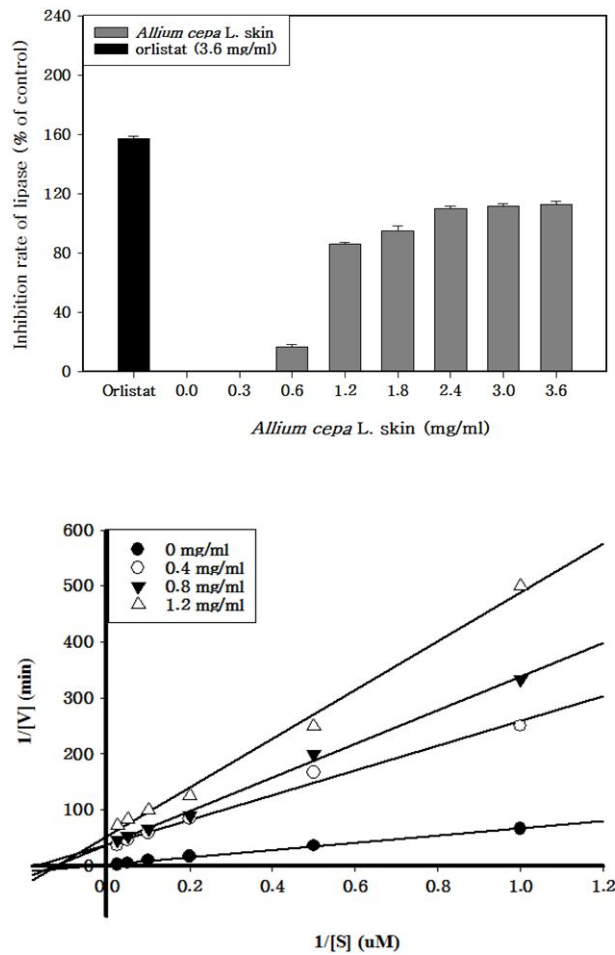 240
200
160
120
80
40
0
Inhibition rate of lipase (% of control)
Allium cepa L. skin
orlistat (3.6 mg/ml)
Orlistat 0.0 0.3 0.6 1.2 1.8 2.4 3.0 3.6
Allium cepa L. skin (mg/ml)
600
500
400
300
200
100
0
1/[V] (min)
0 mg/ml
0.4 mg/ml
0.8 mg/ml
1.2 mg/ml
0.0 0.2 0.4 0.6 0.8 1.0 1.2
1/[S] (uM)